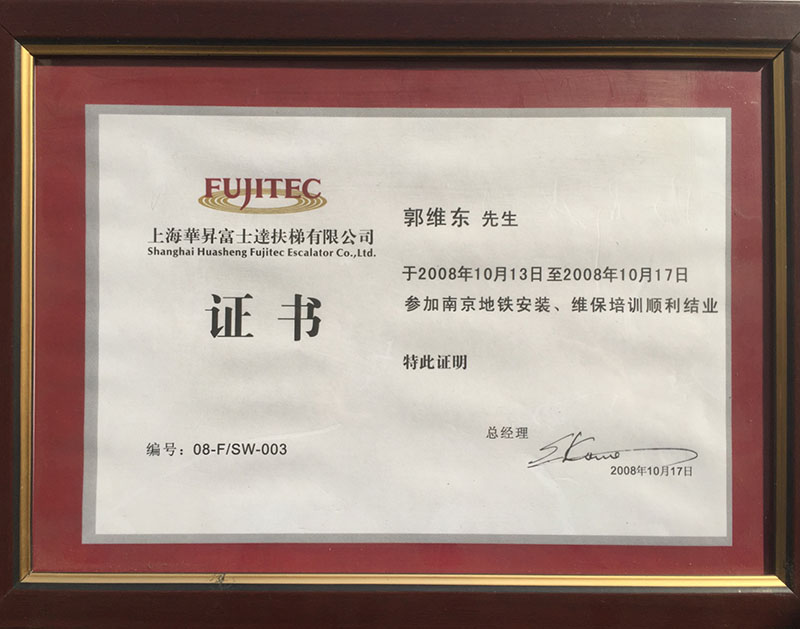 FUJITEC
上海華昇富士達扶梯有限公司
Shanghai Huasheng Fujitec Escalator Co.,Ltd.
证书
编号：08-F/SW-003
郭维东 先生
于2008年10月13日至2008年10月17日
参加南京地铁安装、维保培训顺利结业
特此证明
总经理
2008年10月17日